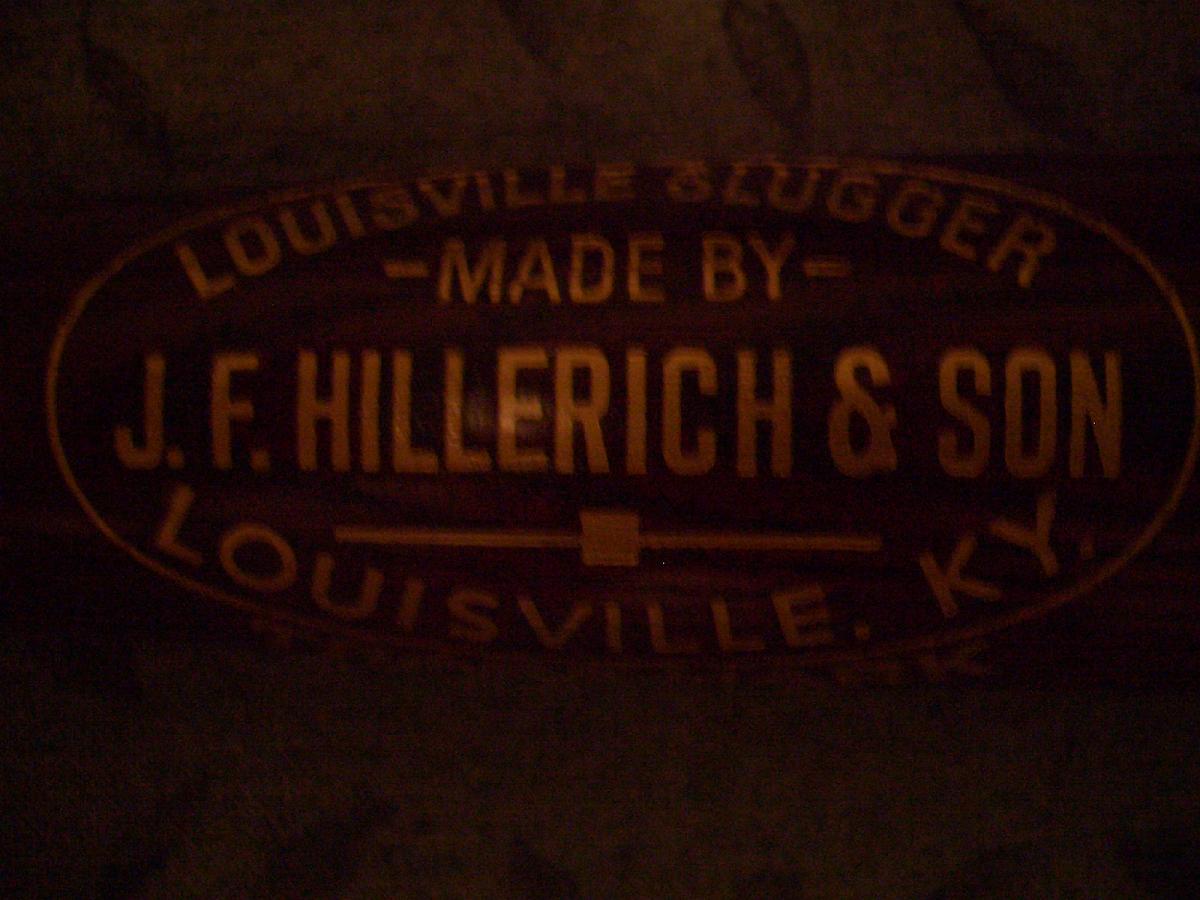 LOUISVILLE SLUGGER
-MADE BY-
J. F. HILLERICH & SON
LOUISVILLE. KY.